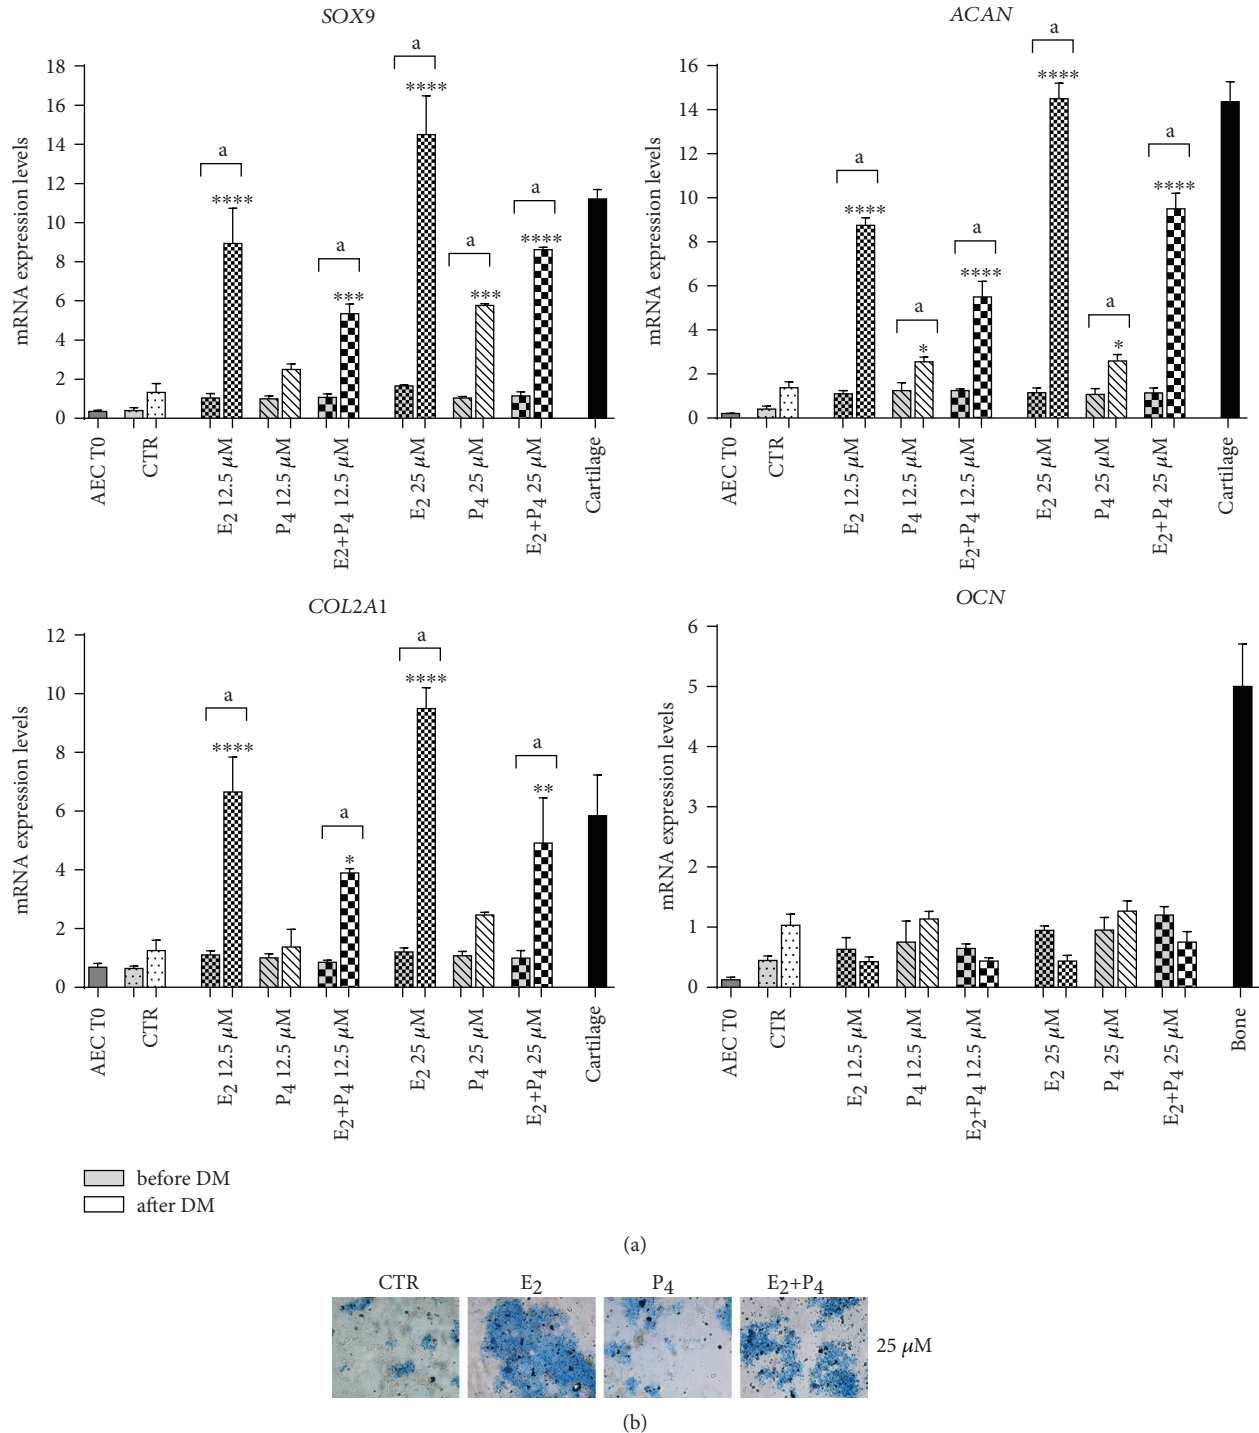 SOX9
mRNA expression levels
18
16
14
12
10
8
6
4
2
0
a
****
a
***
a
****
a
***
a
****
AEC T0
CTR
E2 12.5 µM
P4 12.5 µM
E2+P4 12.5 µM
E2 25 µM
P4 25 µM
E2+P4 25 µM
Cartilage
ACAN
mRNA expression levels
16
14
12
10
8
6
4
2
0
a
****
a
*
a
****
a
****
a
*
a
****
AEC T0
CTR
E2 12.5 µM
P4 12.5 µM
E2+P4 12.5 µM
E2 25 µM
P4 25 µM
E2+P4 25 µM
Cartilage
COL2A1
mRNA expression levels
12
10
8
6
4
2
0
a
****
a
*
a
****
a
**
AEC T0
CTR
E2 12.5 µM
P4 12.5 µM
E2+P4 12.5 µM
E2 25 µM
P4 25 µM
E2+P4 25 µM
Cartilage
OCN
mRNA expression levels
6
5
4
3
2
1
0
AEC T0
CTR
E2 12.5 µM
P4 12.5 µM
E2+P4 12.5 µM
E2 25 µM
P4 25 µM
E2+P4 25 µM
Bone
before DM
after DM
(a)
CTR
E2
P4
E2+P4
25 µM
(b)